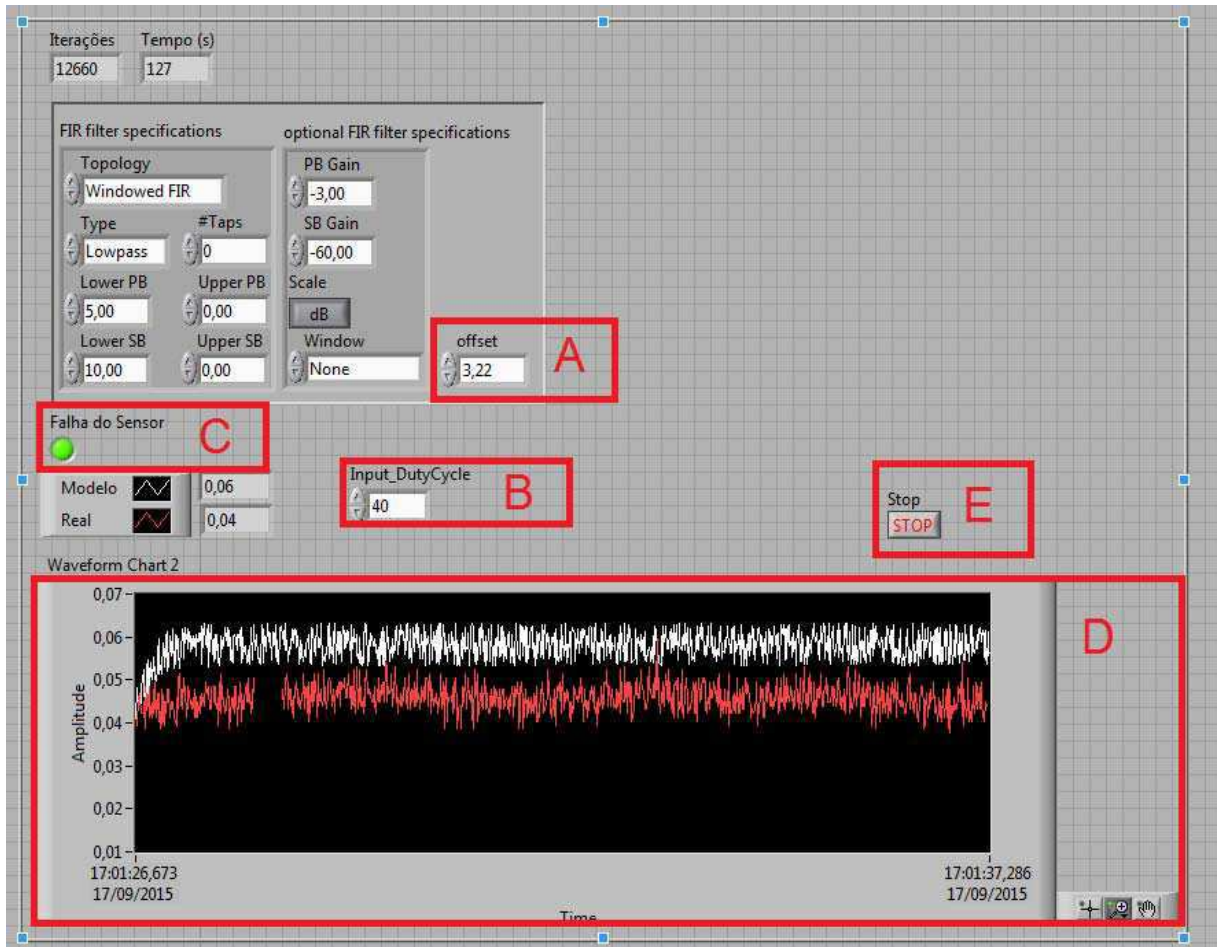 Iterações Tempo (s)
12660 127
FIR filter specifications optional FIR filter specifications
Topology PB Gain
Windowed FIR -3,00
Type #Taps SB Gain
Lowpass 0 -60,00
Lower PB Upper PB Scale
5,00 0,00 dB
Lower SB Upper SB Window offset
10,00 0,00 None 3,22
A
Falha do Sensor
C
Modelo 0,06
Real 0,04
Input_DutyCycle
40
B
Stop
STOP
E
Waveform Chart 2
D
Amplitude
0,07
0,06
0,05
0,04
0,03
0,02
0,01
17:01:26,673 17:01:37,286
17/09/2015 17/09/2015
Time